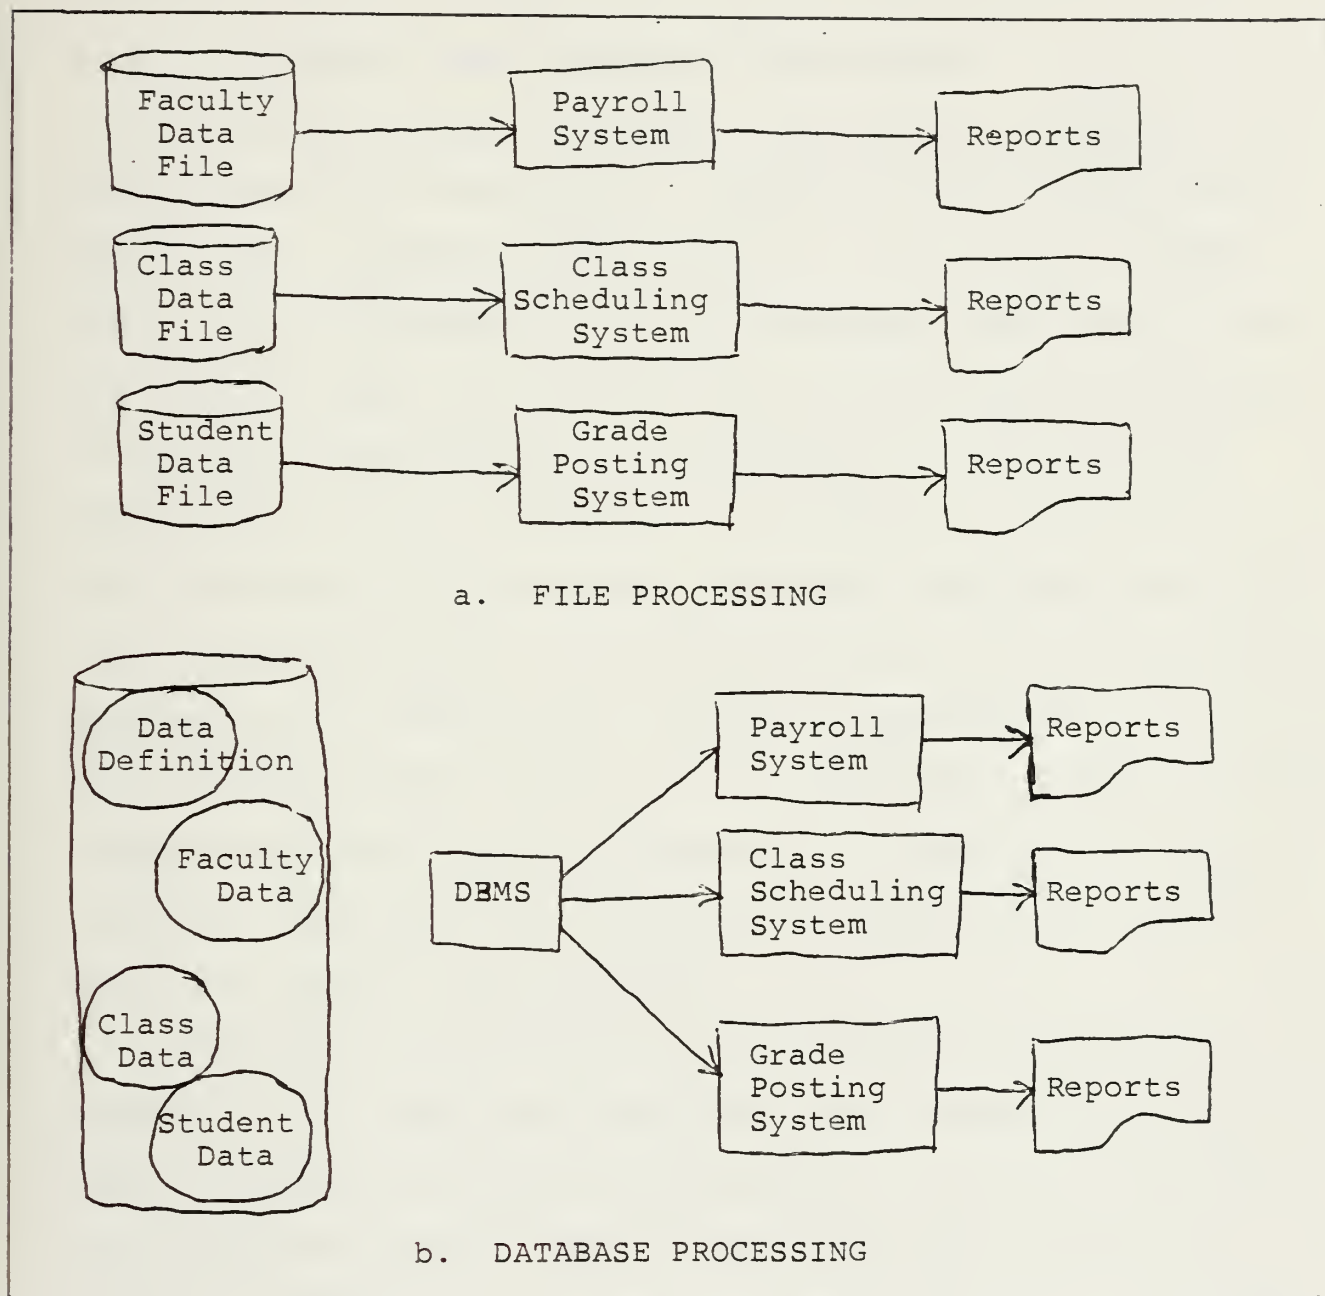 Faculty
Data
File
Payroll
System
Reports
Class
Data
File
Class
Scheduling
System
Reports
Student
Data
File
Grade
Posting
System
Reports
a. FILE PROCESSING
Data
Definition
Faculty
Data
Class
Data
Student
Data
DBMS
Payroll
System
Reports
Class
Scheduling
System
Reports
Grade
Posting
System
Reports
b. DATABASE PROCESSING